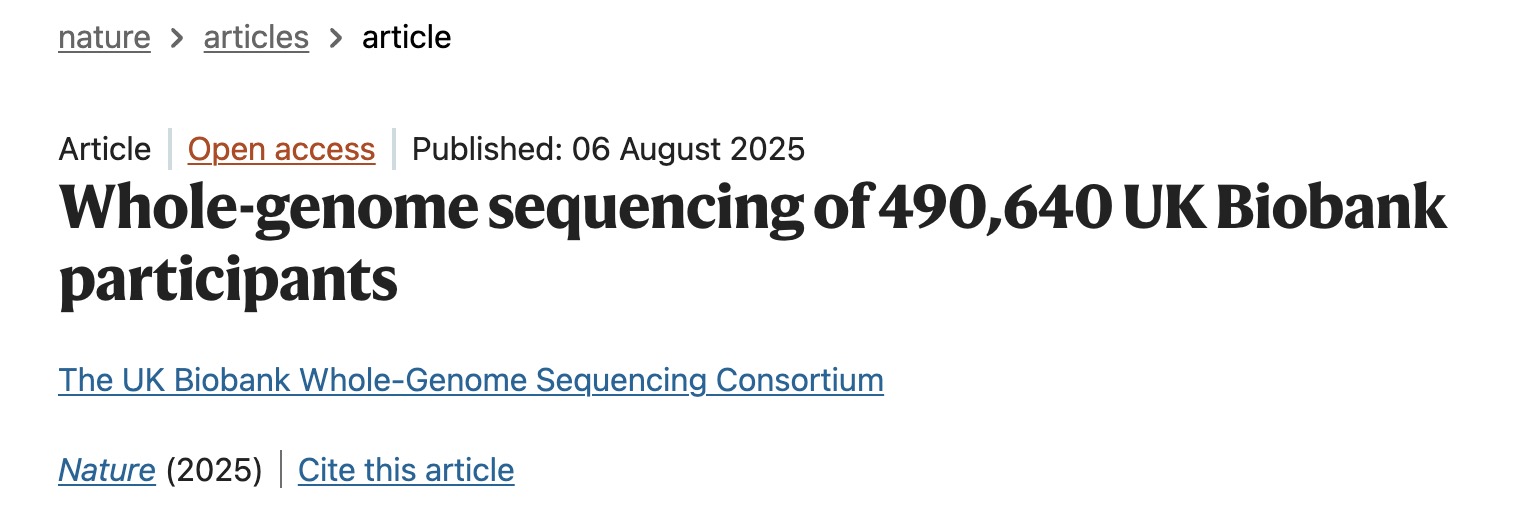 nature > articles > article
Article | Open access | Published: 06 August 2025
Whole-genome sequencing of 490,640 UK Biobank
participants
The UK Biobank Whole-Genome Sequencing Consortium
Nature (2025) | Cite this article